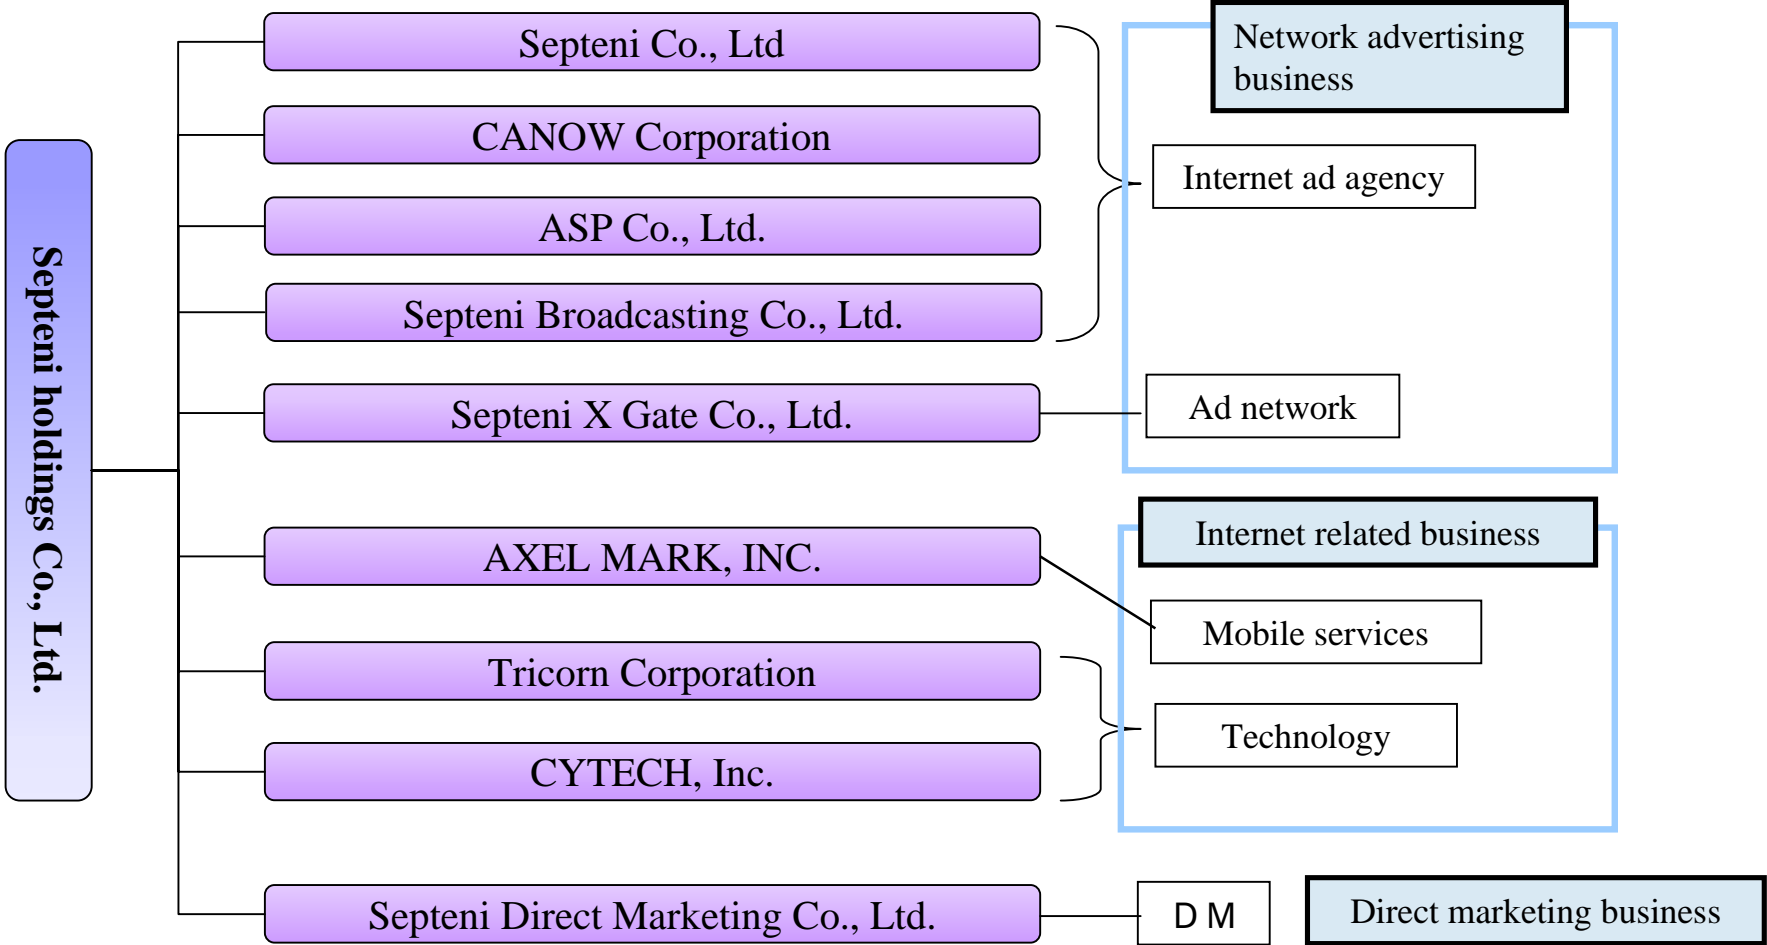 Septeni holdings Co., Ltd.
Septeni Co., Ltd
CANOW Corporation
ASP Co., Ltd.
Septeni Broadcasting Co., Ltd.
Septeni X Gate Co., Ltd.
AXEL MARK, INC.
Tricorn Corporation
CYTECH, Inc.
Septeni Direct Marketing Co., Ltd.
Network advertising
business
Internet ad agency
Ad network
Internet related business
Mobile services
Technology
DM
Direct marketing business